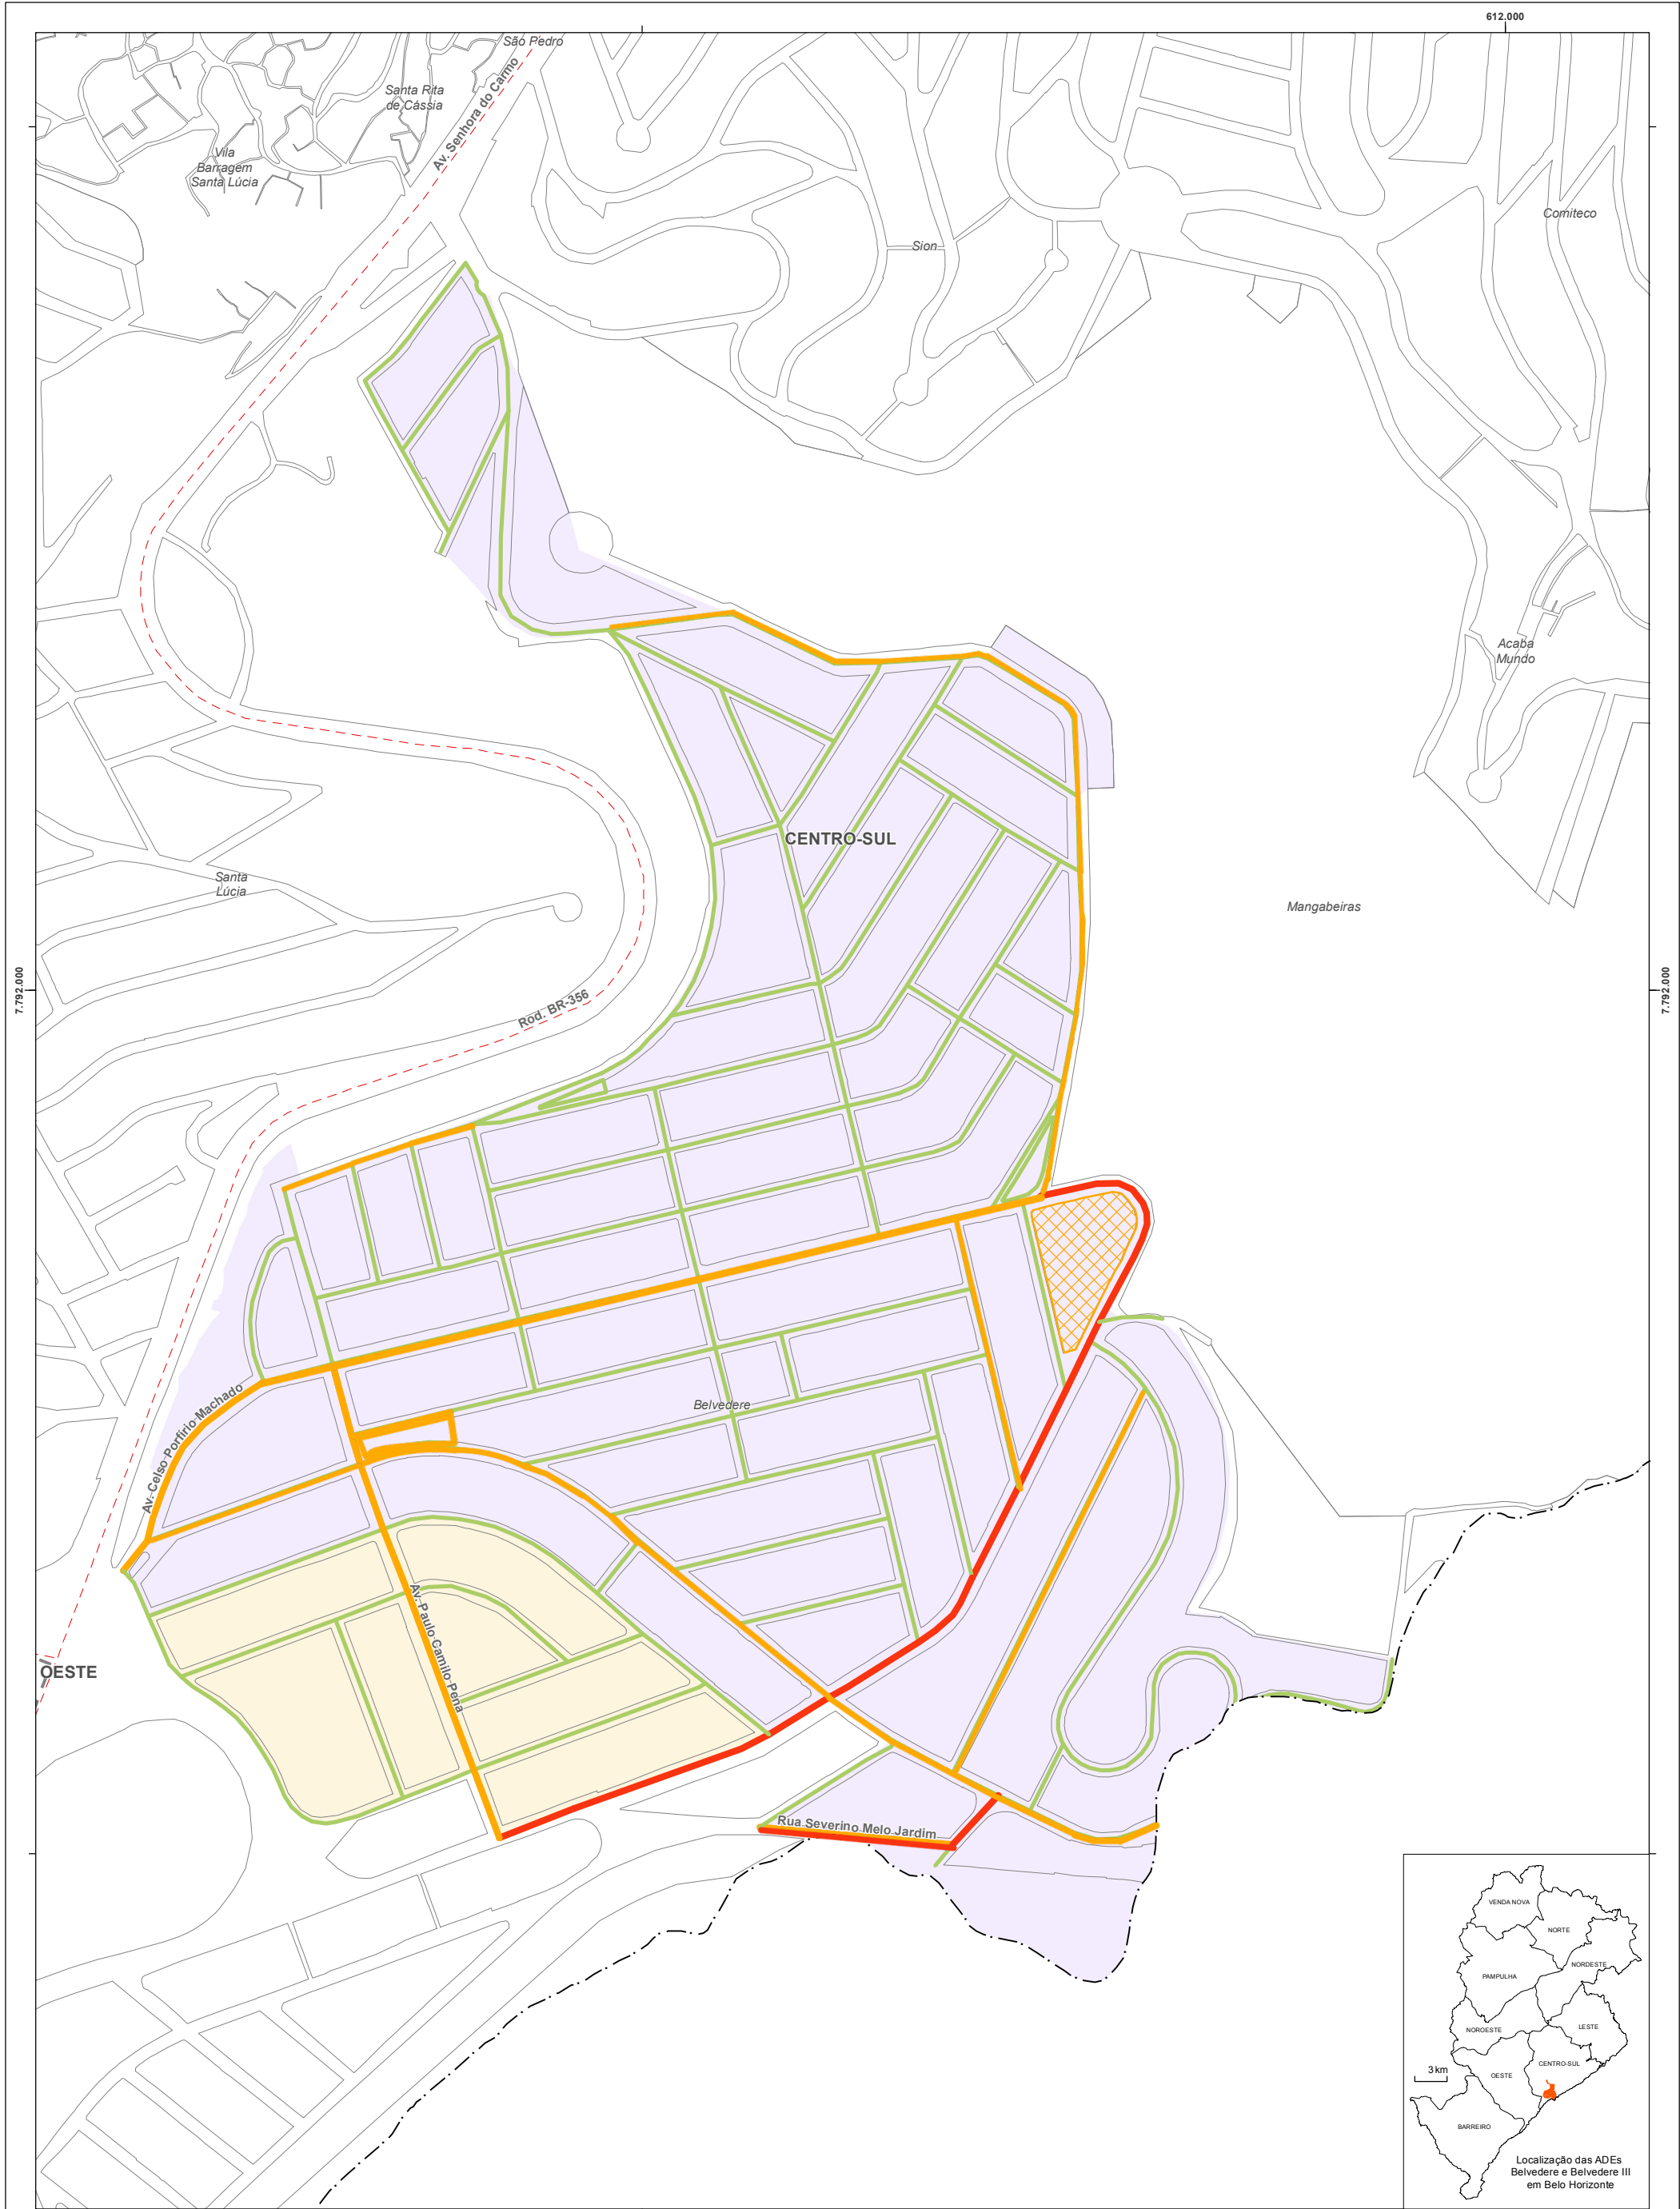 612.000
São Pedro
Av. Senhora do Carmo
Santa Rita
de Cássia
Vila
Barragem
Santa Lúcia
Comiteco
Sion
Acaba
Mundo
CENTRO-SUL
Santa
Lúcia
Mangabeiras
7.792.000
7.792.000
Rod. BR-356
Av. Celso Porfírio Machado
Belvedere
Av. Paulo Camilo Pena
OESTE
Rua Severino Melo Jardim
VENDA NOVA
NORTE
NORDESTE
PAMPULHA
NOROESTE
LESTE
CENTRO-SUL
OESTE
3 km
BARREIRO
Localização das ADEs
Belvedere e Belvedere III
em Belo Horizonte